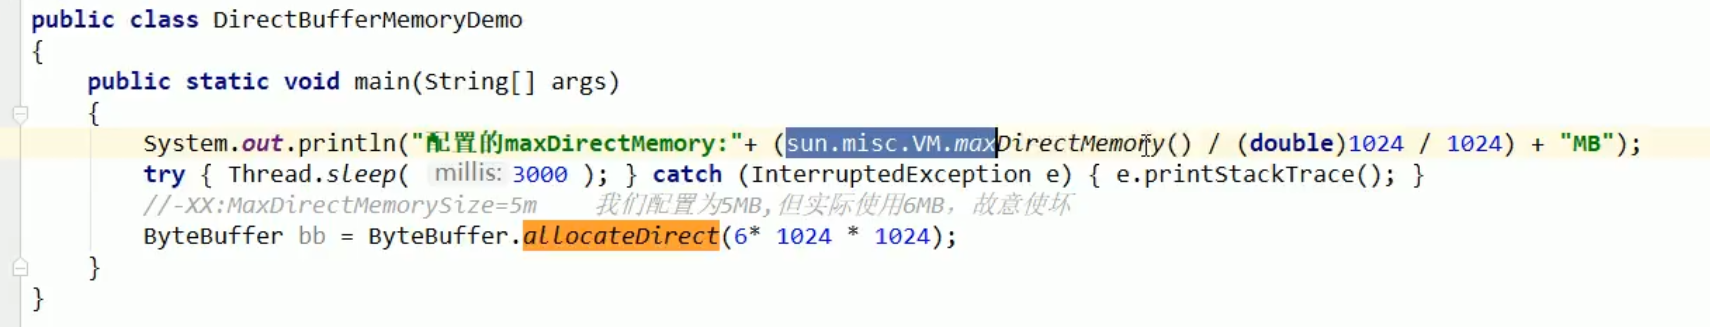 public class DirectBufferMemoryDemo
{
public static void main(String[] args)
{
System.out.println("配置的maxDirectMemory:"+ (sun.misc.VM.maxDirectMemory() / (double)1024 / 1024) + "MB");
try { Thread.sleep( millis: 3000 ); } catch (InterruptedException e) { e.printStackTrace(); }
//-XX:MaxDirectMemorySize=5m 我们配置为5MB,但实际使用6MB，故意使坏
ByteBuffer bb = ByteBuffer.allocateDirect(6* 1024 * 1024);
}
}